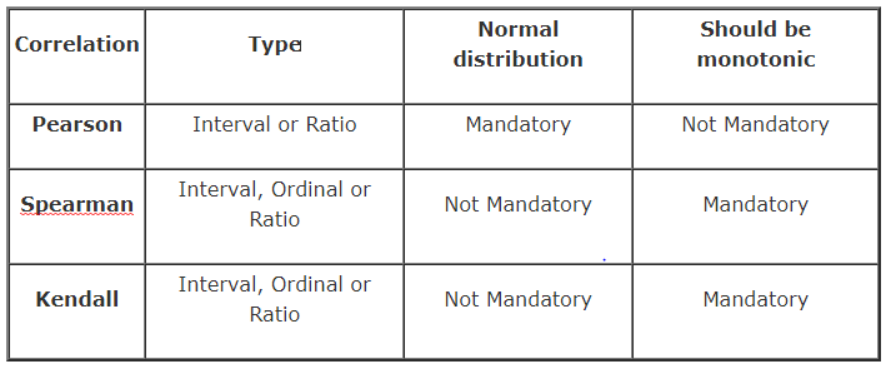 Correlation
Type
Normal
distribution
Should be
monotonic
Pearson
Interval or Ratio
Mandatory
Not Mandatory
Spearman
Interval, Ordinal or
Ratio
Not Mandatory
Mandatory
Kendall
Interval, Ordinal or
Ratio
Not Mandatory
Mandatory